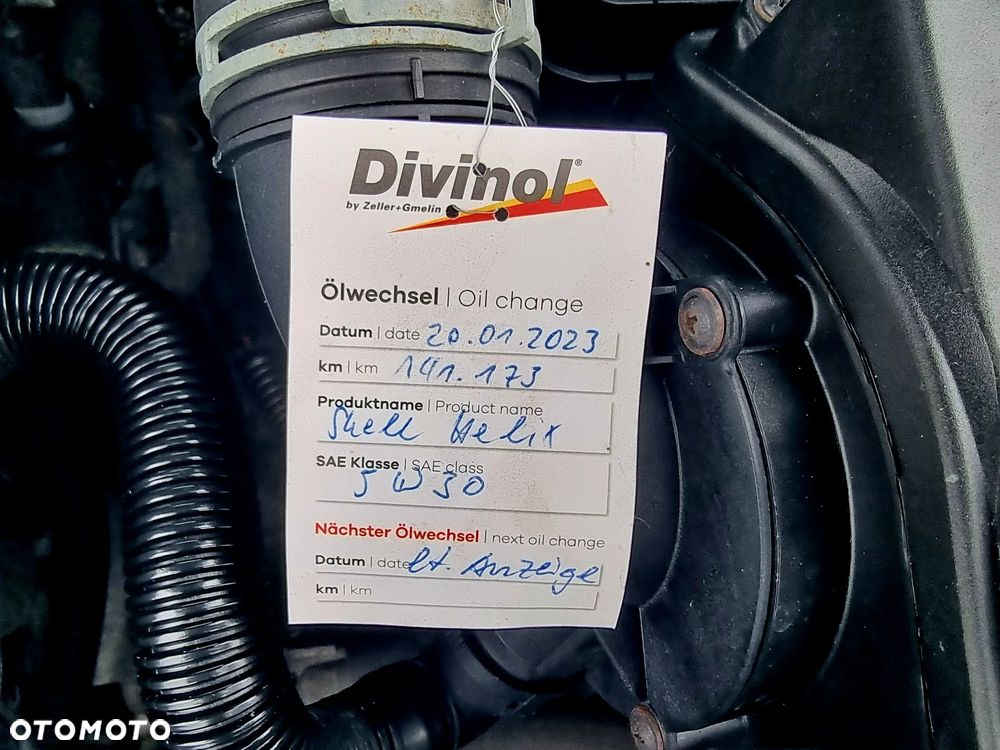 Divinol®
by Zeller+Gmelin
Ölwechsel | Oil change
Datum | date 20.01.2023
km | km 141.173
Produktname | Product name
Shell Helix
SAE Klasse | SAE class
5W30
Nächster Ölwechsel | next oil change
Datum | date lt. Anzeige
km | km
OTOMOTO